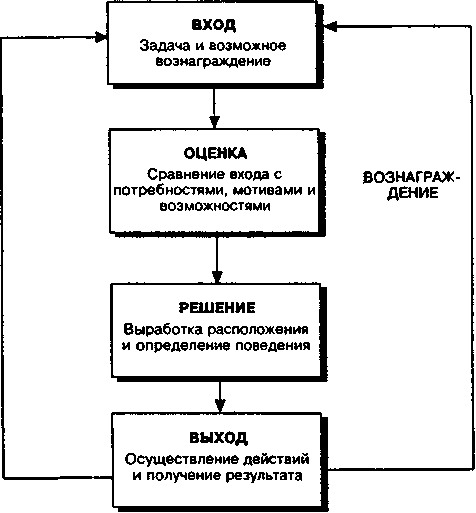 ВХОД
Задача и возможное
вознаграждение
ОЦЕНКА
Сравнение входа с
потребностями, мотивами и
возможностями
ВОЗНАГРАЖ-
ДЕНИЕ
РЕШЕНИЕ
Выработка расположения
и определение поведения
ВЫХОД
Осуществление действий
и получение результата